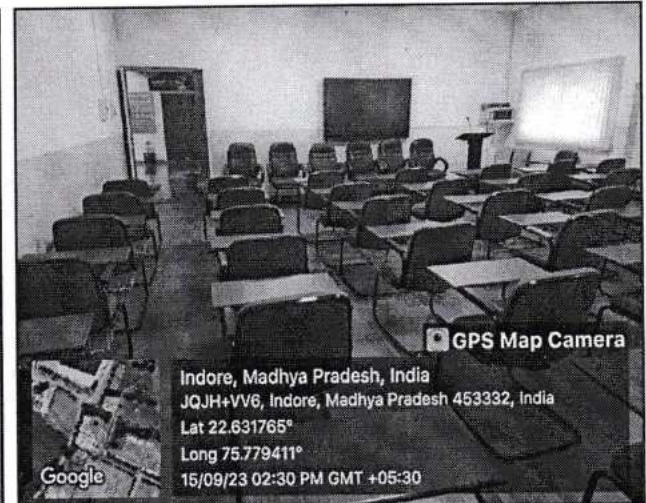 GPS Map Camera
Indore, Madhya Pradesh, India
JQJH+VV6, Indore, Madhya Pradesh 453332, India
Lat 22.631765°
Long 75.779411°
15/09/23 02:30 PM GMT +05:30
Google